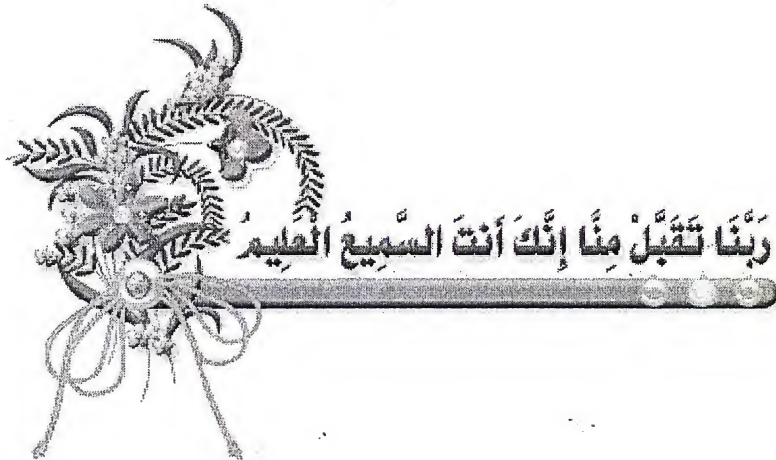 رَبَّنَا تَقَبَّلْ مِنَّا إِنَّكَ أَنتَ السَّمِيعُ الْعَلِيمُ